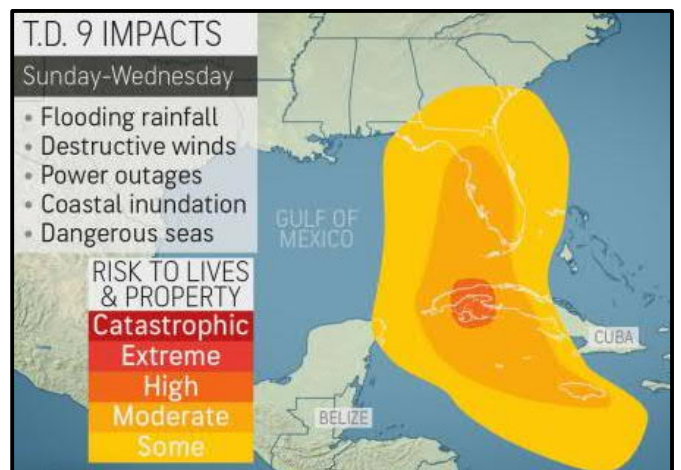 T.D. 9 IMPACTS
Sunday-Wednesday
• Flooding rainfall
• Destructive winds
• Power outages
• Coastal inundation
• Dangerous seas
RISK TO LIVES
& PROPERTY
Catastrophic
Extreme
High
Moderate
Some
GULF OF
MEXICO
CUBA
BELIZE